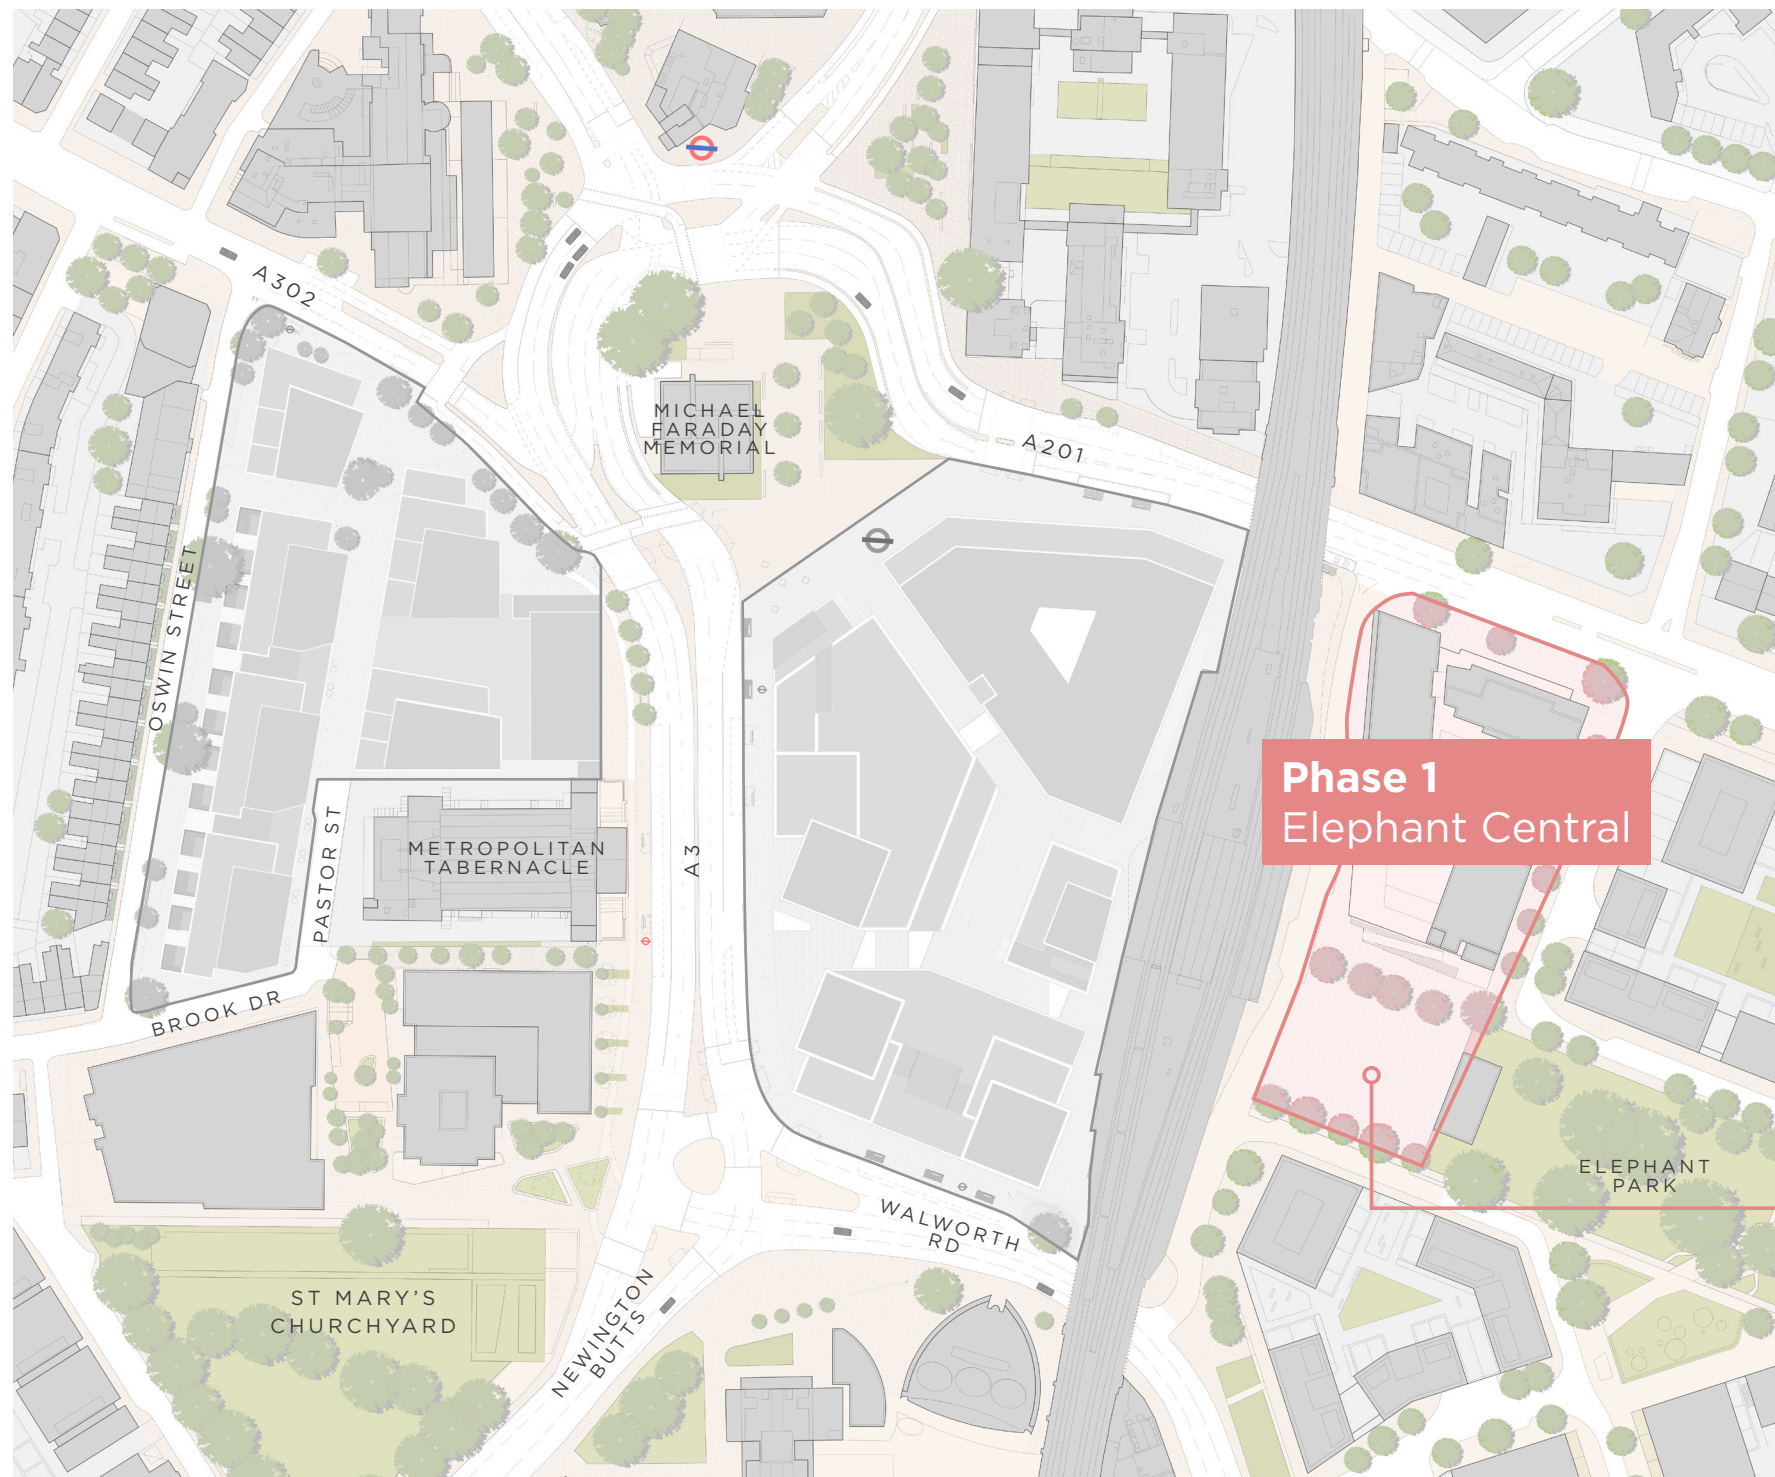 A302
MICHAEL
FARADAY
MEMORIAL
A201
OSWIN STREET
Phase 1
Elephant Central
PASTOR ST
METROPOLITAN
TABERNACLE
A3
BROOK DR
ELEPHANT
PARK
WALWORTH
RD
ST MARY'S
CHURCHYARD
NEWINGTON
BUTTS